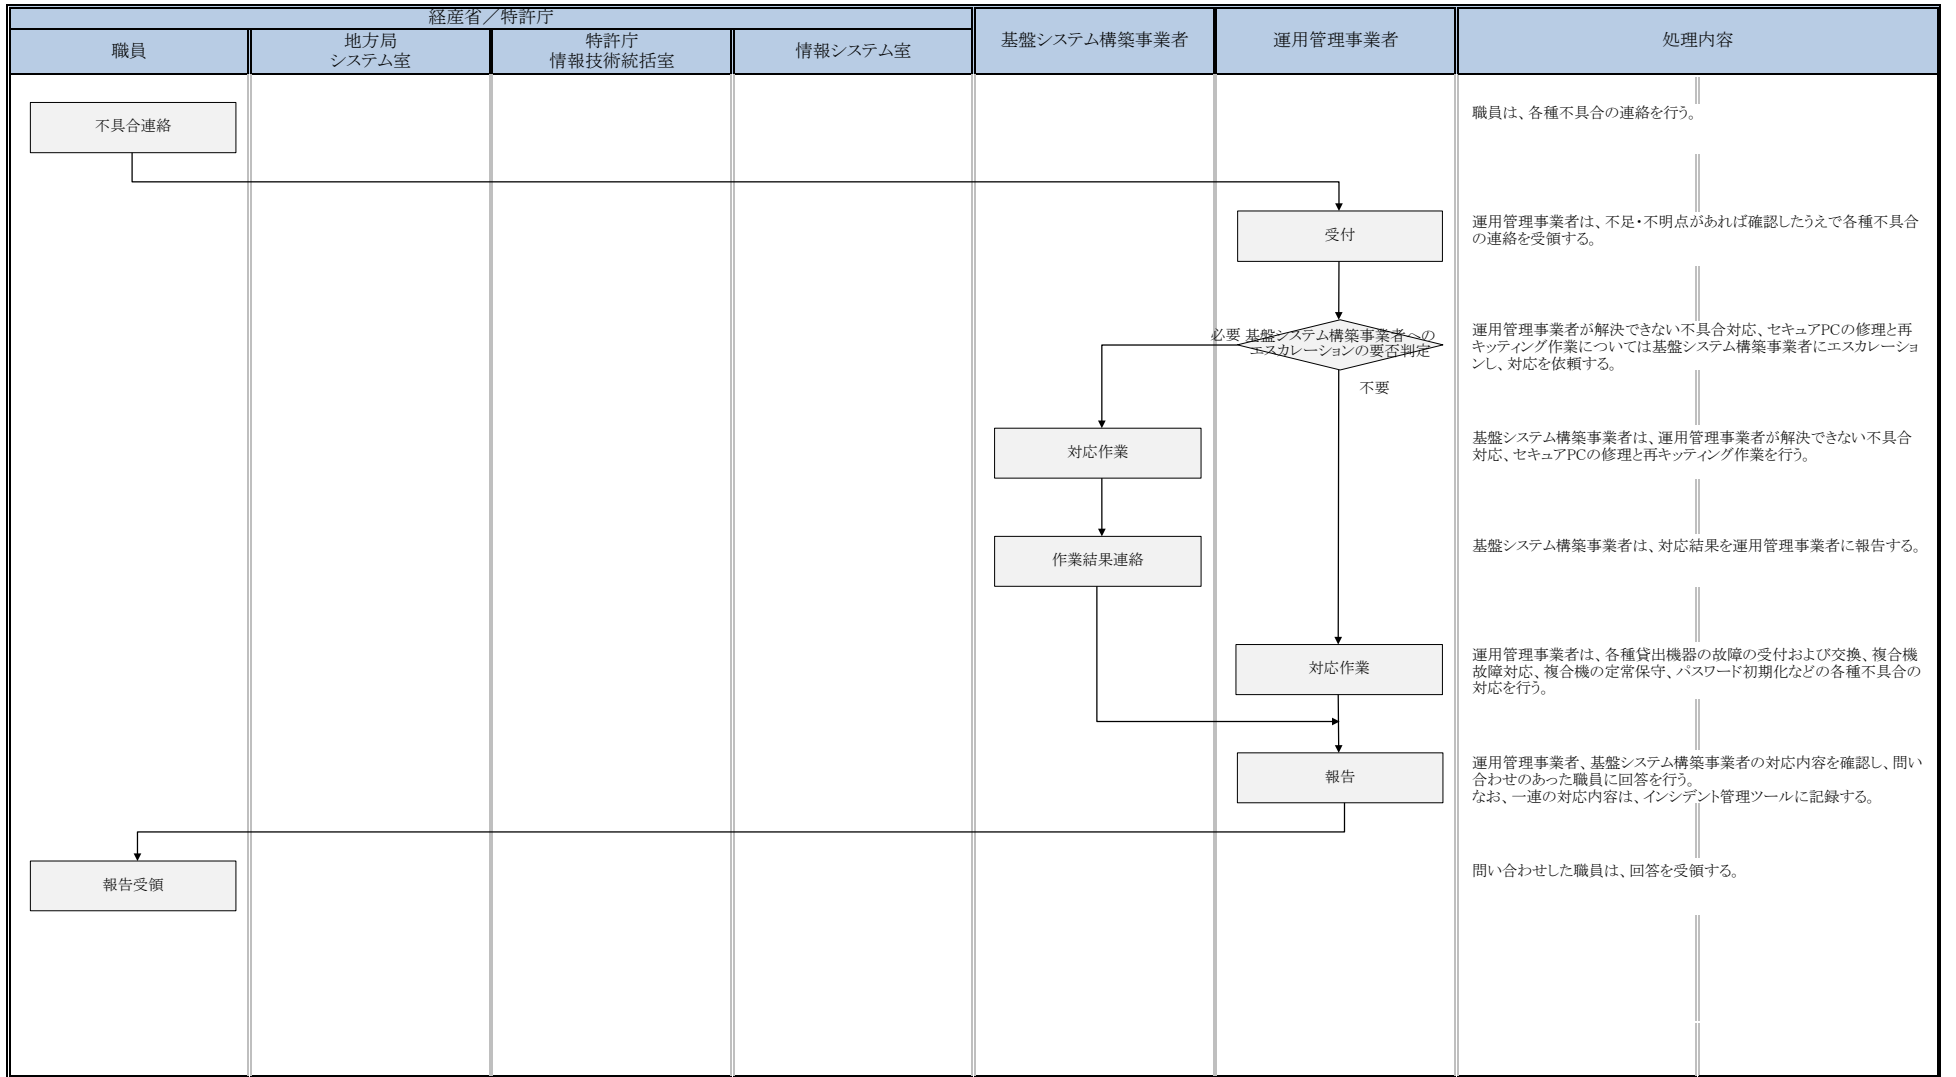 経産省／特許庁
職員
地方局
システム室
特許庁
情報技術統括室
情報システム室
基盤システム構築事業者
運用管理事業者
処理内容
不具合連絡
職員は、各種不具合の連絡を行う。
受付
運用管理事業者は、不足・不明点があれば確認したうえで各種不具合
の連絡を受領する。
必要
基盤システム構築事業者への
エスカレーションの要否判定
不要
運用管理事業者が解決できない不具合対応、セキュアPCの修理と再
キッティング作業については基盤システム構築事業者にエスカレーショ
ンし、対応を依頼する。
対応作業
基盤システム構築事業者は、運用管理事業者が解決できない不具合
対応、セキュアPCの修理と再キッティング作業を行う。
作業結果連絡
基盤システム構築事業者は、対応結果を運用管理事業者に報告する。
対応作業
運用管理事業者は、各種貸出機器の故障の受付および交換、複合機
故障対応、複合機の定常保守、パスワード初期化などの各種不具合の
対応を行う。
報告
運用管理事業者、基盤システム構築事業者の対応内容を確認し、問い
合わせのあった職員に回答を行う。
なお、一連の対応内容は、インシデント管理ツールに記録する。
報告受領
問い合わせした職員は、回答を受領する。